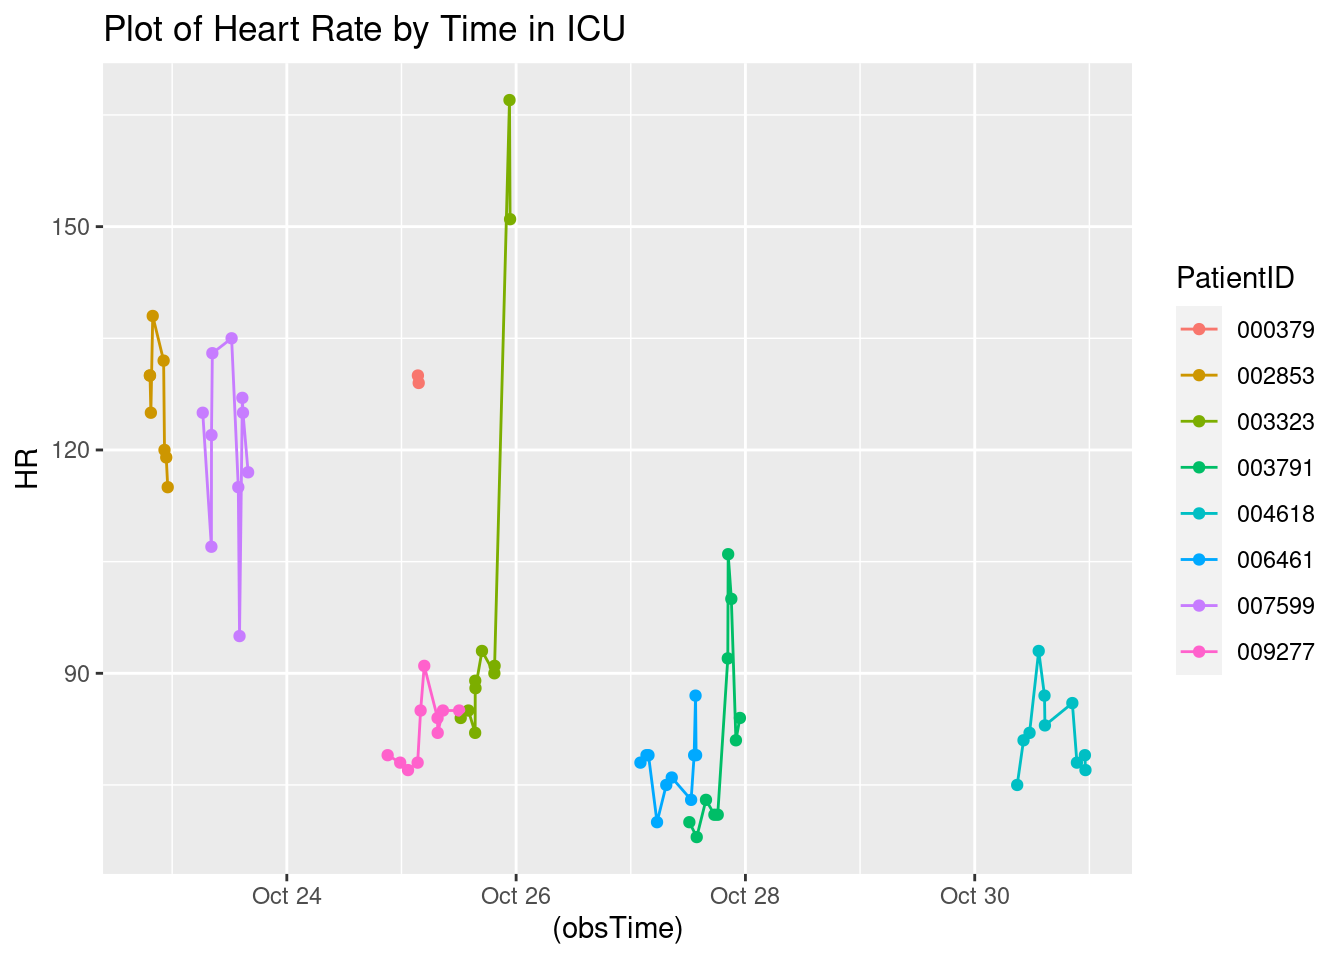 Plot of Heart Rate by Time in ICU
150
120
90
HR
Oct 24
Oct 26
Oct 28
Oct 30
(obsTime)
PatientID
000379
002853
003323
003791
004618
006461
007599
009277